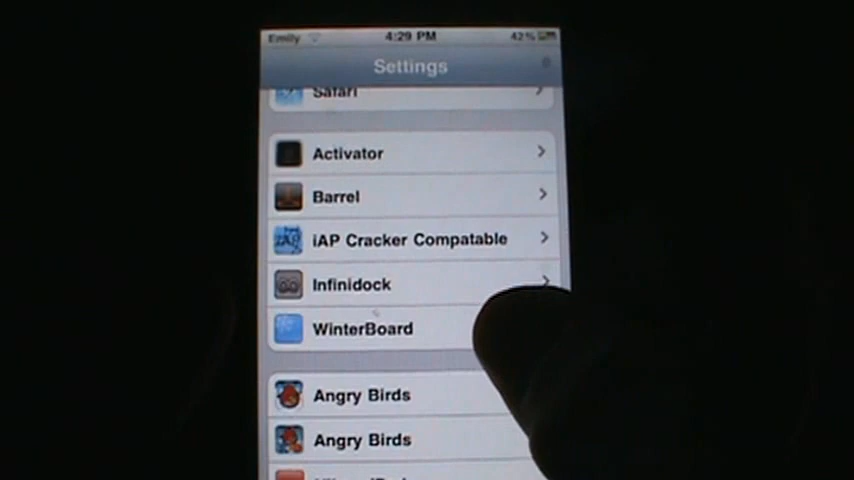 Emily 4:29 PM 42%
Settings
Safari
Activator
Barrel
iAP Cracker Compatable
Infinidock
WinterBoard
Angry Birds
Angry Birds